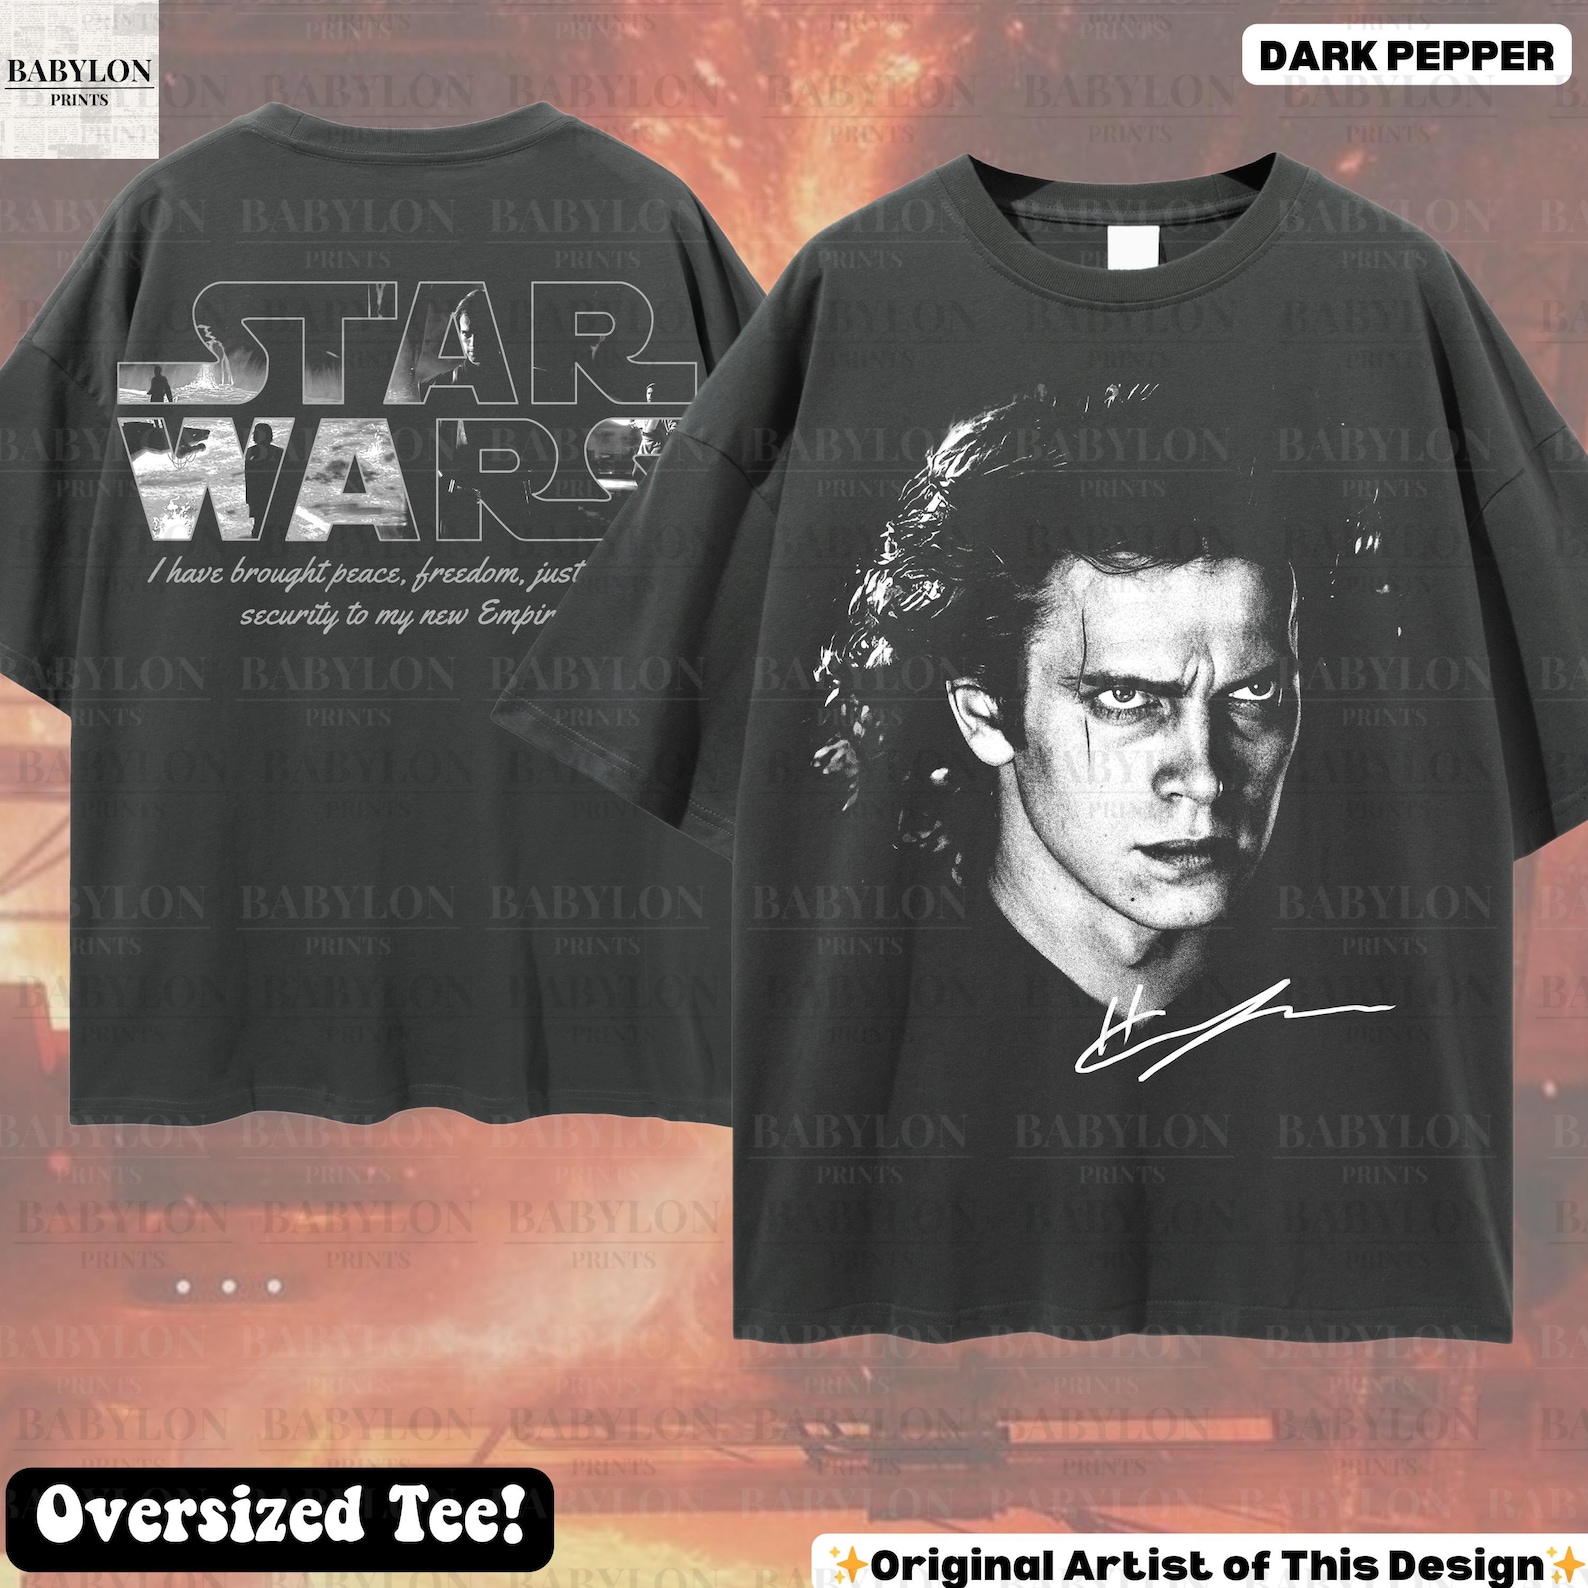 BABYLON
PRINTS
DARK PEPPER
STAR
WARS
I have brought peace, freedom, just
security to my new Empir
Oversized Tee!
✨Original Artist of This Design✨